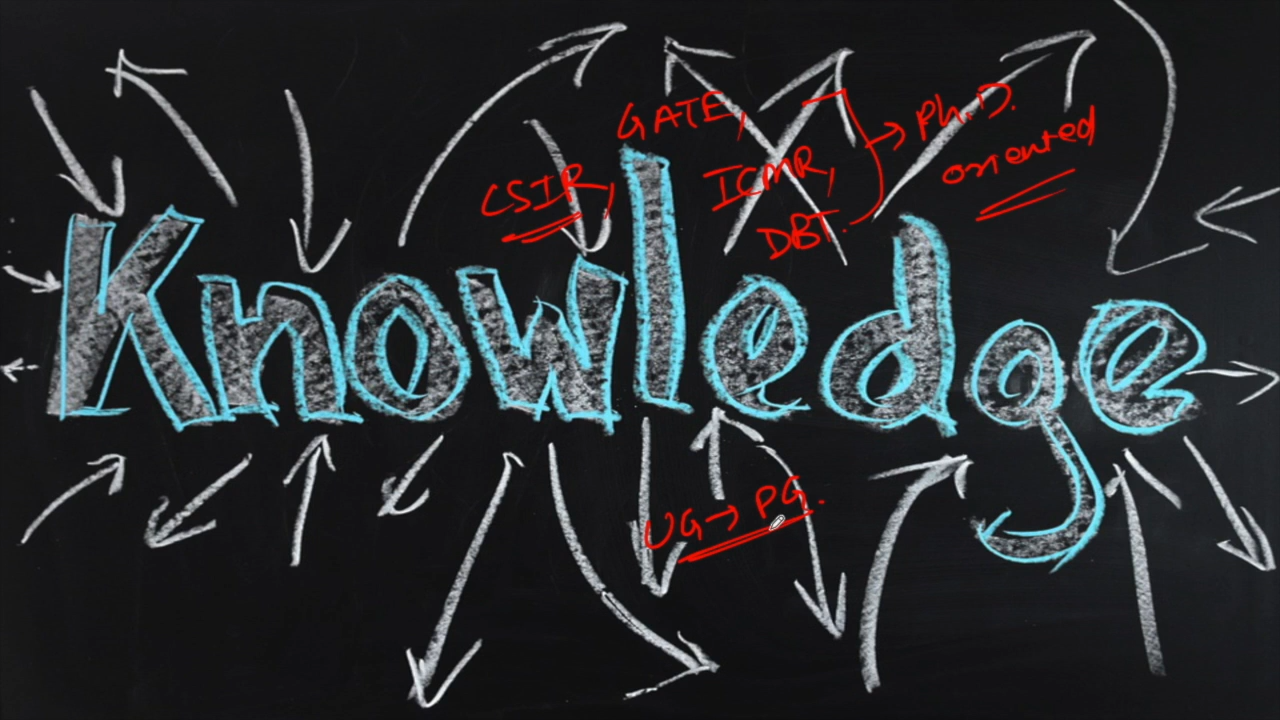 GATE,
CSIR,
ICMR,
DBT.
→ Ph.D.
oriented
Knowledge
UG → PG.